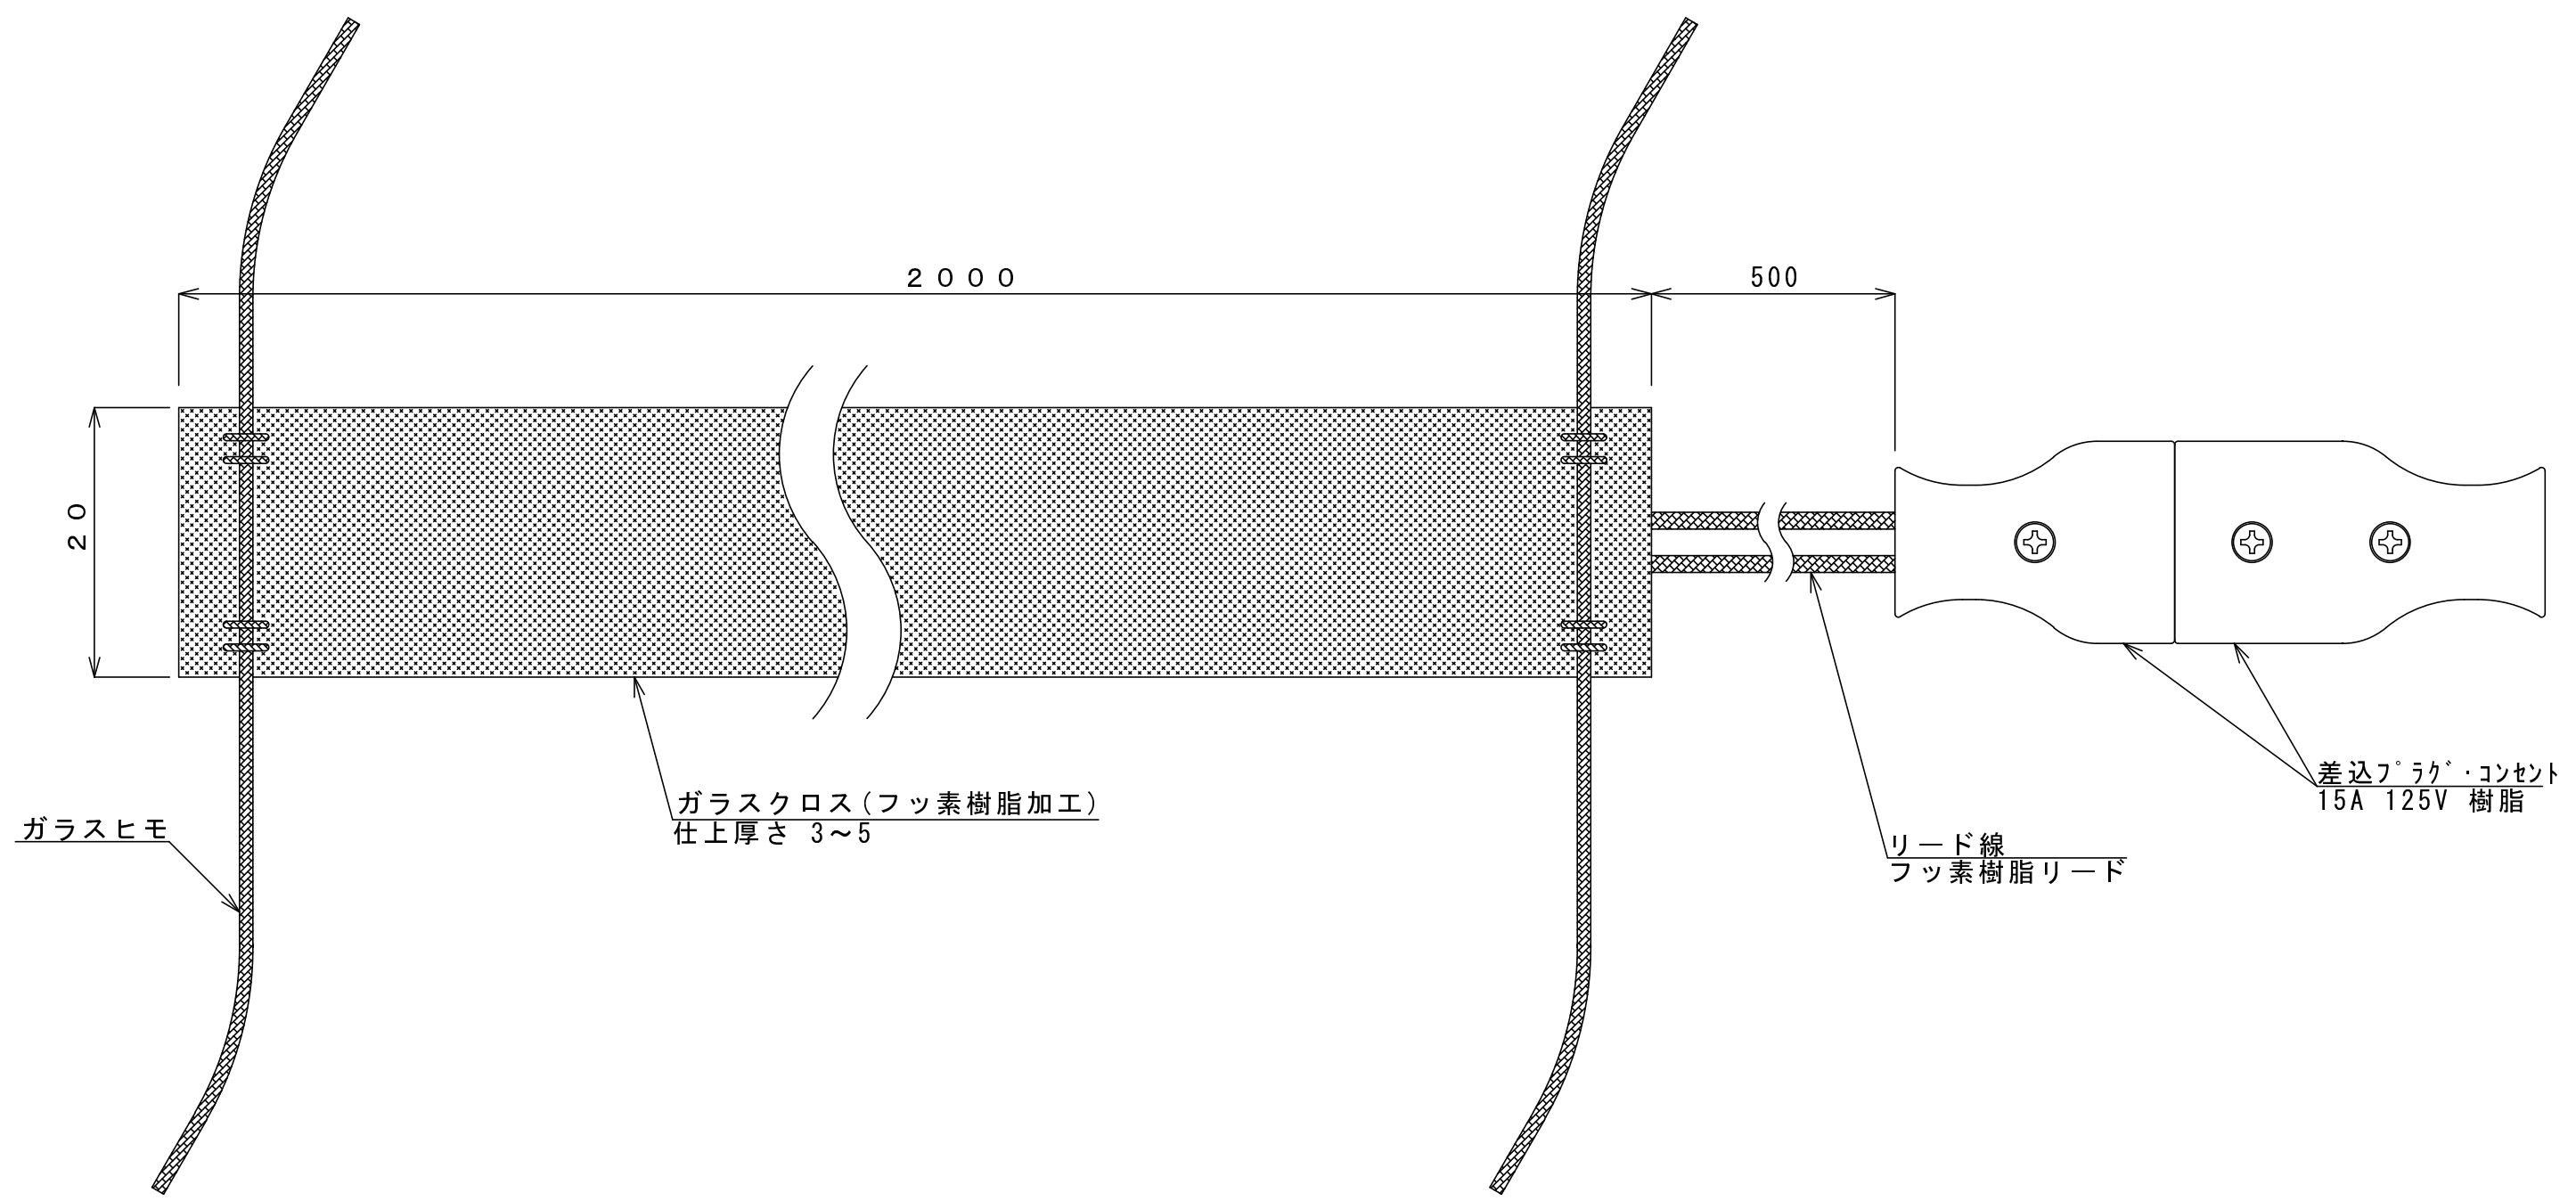 ２０００
500
２０
差込ﾌﾟﾗｸﾞ･ｺﾝｾﾝﾄ
15A 125V 樹脂
ガラスクロス(フッ素樹脂加工)
仕上厚さ 3～5
ガラスヒモ
リード線
フッ素樹脂リード